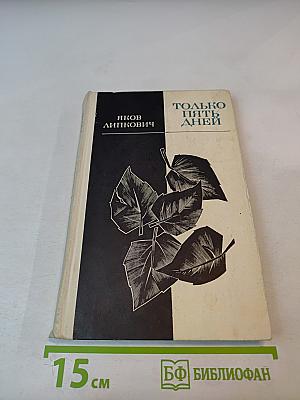 ЯКОВ
ЛИПКОВИЧ
ТОЛЬКО
ПЯТЬ
ДНЕЙ
15 см
БФ БИБЛИОФАН